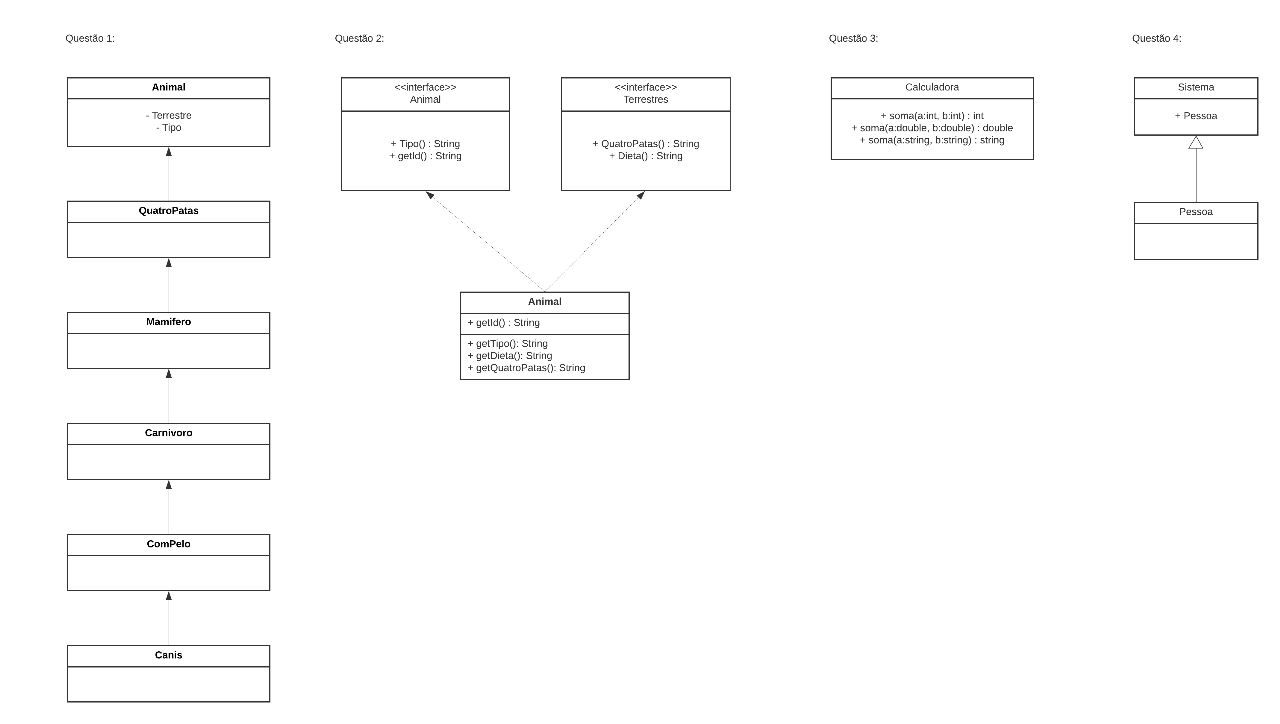 Questão 1:
Animal
- Terrestre
- Tipo
QuatroPatas
Mamifero
Carnivoro
ComPelo
Canis
Questão 2:
<<interface>>
Animal
+ Tipo() : String
+ getId() : String
<<interface>>
Terrestres
+ QuatroPatas() : String
+ Dieta() : String
Animal
+ getId() : String
+ getTipo(): String
+ getDieta(): String
+ getQuatroPatas(): String
Questão 3:
Calculadora
+ soma(a:int, b:int) : int
+ soma(a:double, b:double) : double
+ soma(a:string, b:string) : string
Questão 4:
Sistema
+ Pessoa
Pessoa